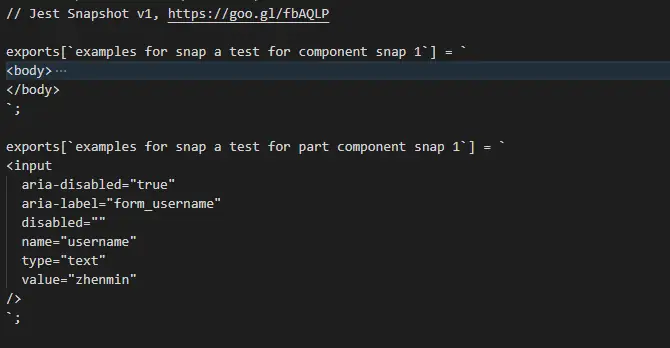 // Jest Snapshot v1, https://goo.gl/fbAQLP
exports[`examples for snap a test for component snap 1`] = `
<body>···
</body>
`;
exports[`examples for snap a test for part component snap 1`] = `
<input
aria-disabled="true"
aria-label="form_username"
disabled=""
name="username"
type="text"
value="zhenmin"
/>
`;